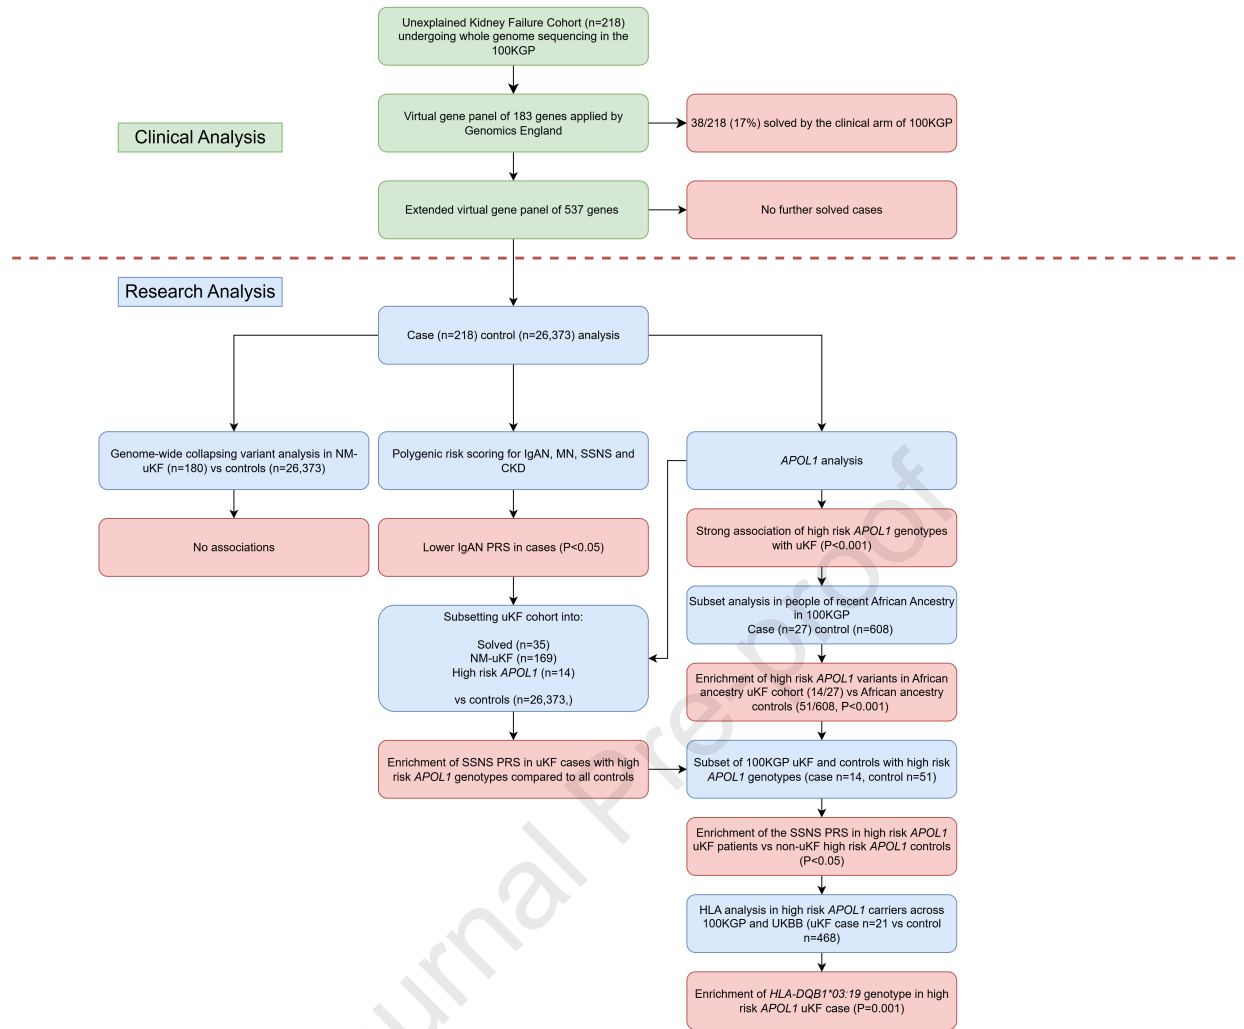 Unexplained Kidney Failure Cohort (n=218)
undergoing whole genome sequencing in the
100KGP
Clinical Analysis
Virtual gene panel of 183 genes applied by
Genomics England
38/218 (17%) solved by the clinical arm of 100KGP
Extended virtual gene panel of 537 genes
No further solved cases
Research Analysis
Case (n=218) control (n=26,373) analysis
Genome-wide collapsing variant analysis in NM-
uKF (n=180) vs controls (n=26,373)
Polygenic risk scoring for IgAN, MN, SSNS and
CKD
APOL1 analysis
No associations
Lower IgAN PRS in cases (P<0.05)
Strong association of high risk APOL1 genotypes
with uKF (P<0.001)
Subsetting uKF cohort into:
Solved (n=35)
NM-uKF (n=169)
High risk APOL1 (n=14)
vs controls (n=26,373,)
Subset analysis in people of recent African Ancestry
in 100KGP
Case (n=27) control (n=608)
Enrichment of high risk APOL1 variants in African
ancestry uKF cohort (14/27) vs African ancestry
controls (51/608, P<0.001)
Enrichment of SSNS PRS in uKF cases with high
risk APOL1 genotypes compared to all controls
Subset of 100KGP uKF and controls with high risk
APOL1 genotypes (case n=14, control n=51)
Enrichment of the SSNS PRS in high risk APOL1
uKF patients vs non-uKF high risk APOL1 controls
(P<0.05)
HLA analysis in high risk APOL1 carriers across
100KGP and UKBB (uKF case n=21 vs control
n=468)
Enrichment of HLA-DQB1*03:19 genotype in high
risk APOL1 uKF case (P=0.001)
urnal Pre-proof